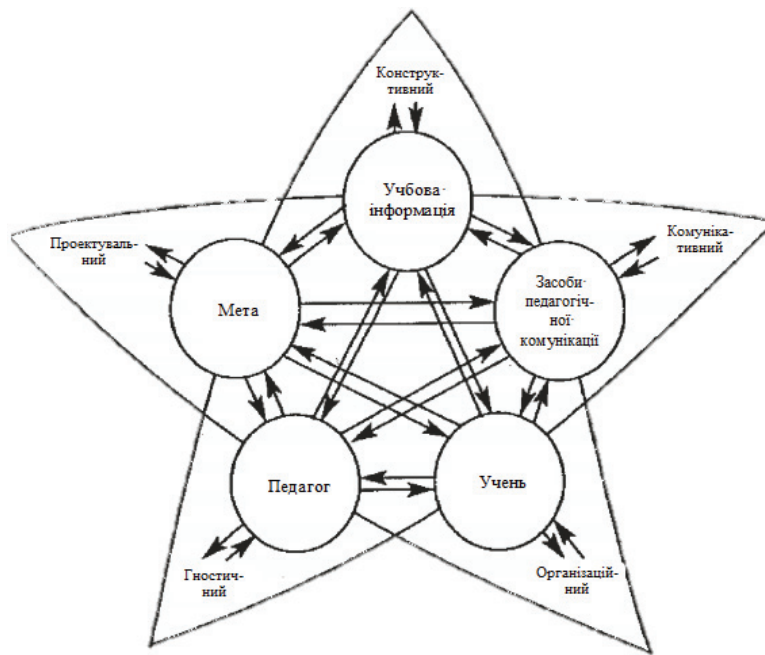 Конструк-
тивний
Учбова·
інформація
Проектуваль-
ний
Комуніка-
тивний
Мета
Засоби·
педагогіч-
ної·
комунікації
Педагог
Учень
Гностич-
ний
Організацій-
ний